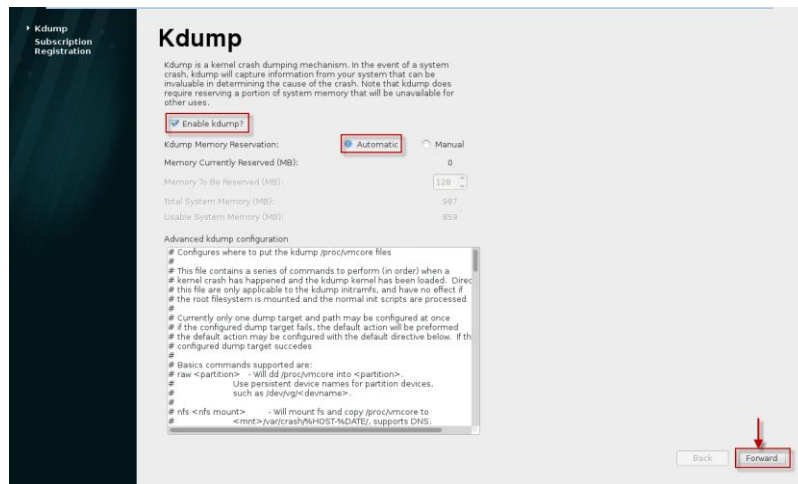 Kdump
Subscription
Registration
Kdump
Kdump is a kernel crash dumping mechanism. In the event of a system
crash, kdump will capture information from your system that can be
invaluable in determining the cause of the crash. Note that kdump does
require reserving a portion of system memory that will be unavailable for
other uses.
Enable kdump?
Kdump Memory Reservation: Automatic Manual
Memory Currently Reserved (MB): 0
Memory To Be Reserved (MB): 128
Total System Memory (MB): 987
Usable System Memory (MB): 859
Advanced kdump configuration
# Configures where to put the kdump /proc/vmcore files
#
# This file contains a series of commands to perform (in order) when a
# kernel crash has happened and the kdump kernel has been loaded. Direc
# this file are only applicable to the kdump initramfs, and have no effect if
# the root filesystem is mounted and the normal init scripts are processed
#
# Currently only one dump target and path may be configured at once
# if the configured dump target fails, the default action will be preformed
# the default action may be configured with the default directive below. If th
# configured dump target succedes
#
# Basics commands supported are:
# raw <partition> - Will dd /proc/vmcore into <partition>.
# Use persistent device names for partition devices,
# such as /dev/vg/<devname>.
#
# nfs <nfs mount> - Will mount fs and copy /proc/vmcore to
# <mnt>/var/crash/%HOST-%DATE/, supports DNS.
Back Forward